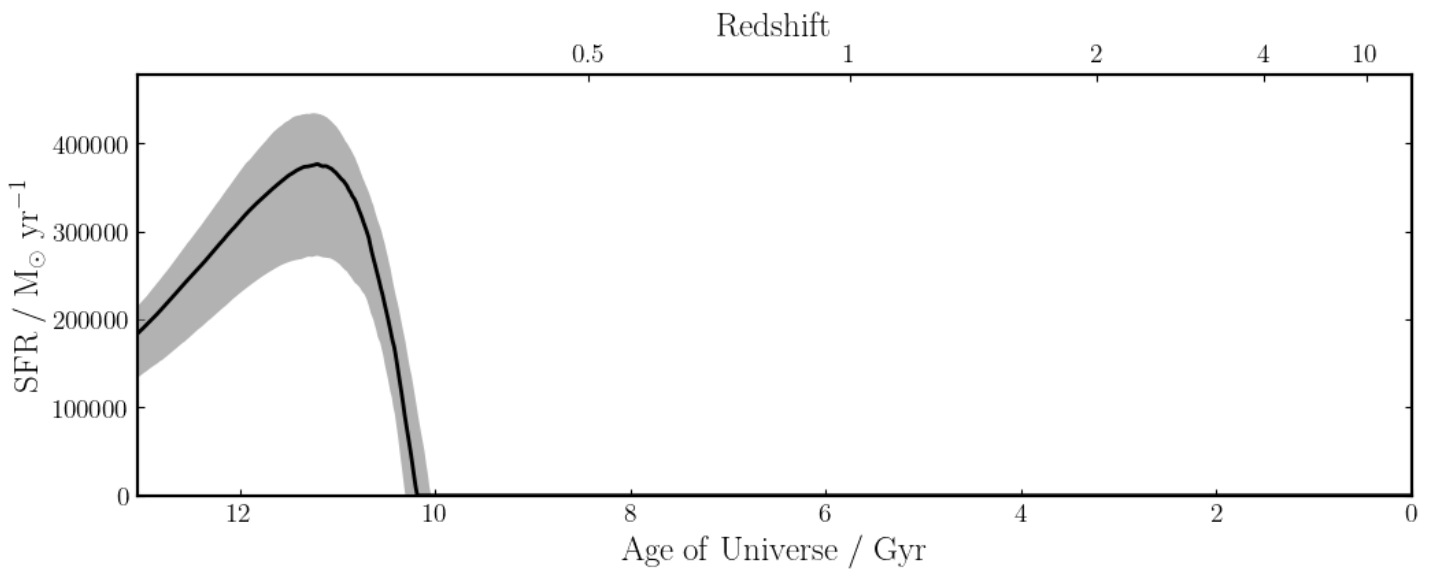 Redshift
0.5 1 2 4 10
400000
300000
200000
100000
0
SFR / M⊙ yr⁻¹
12 10 8 6 4 2 0
Age of Universe / Gyr